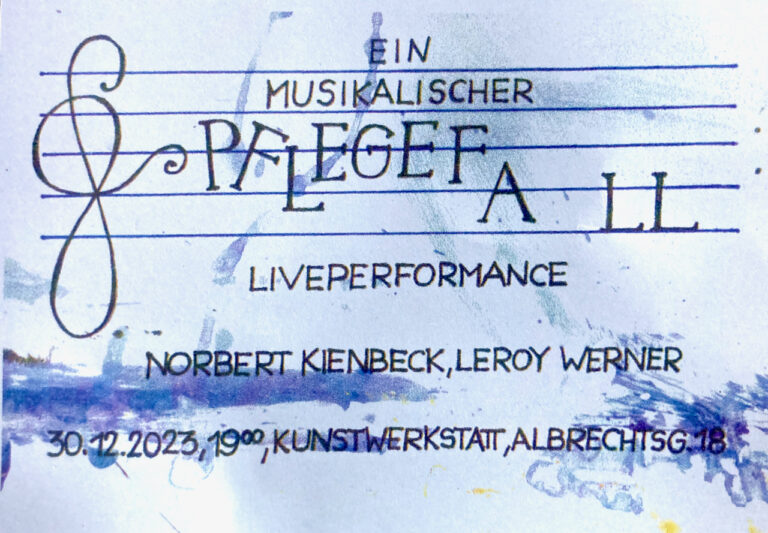 EIN
MUSIKALISCHER
PFLEGEFALL
LIVEPERFORMANCE
NORBERT KIENBECK, LEROY WERNER
30.12.2023, 19⁰⁰, KUNSTWERKSTATT, ALBRECHTSG. 18